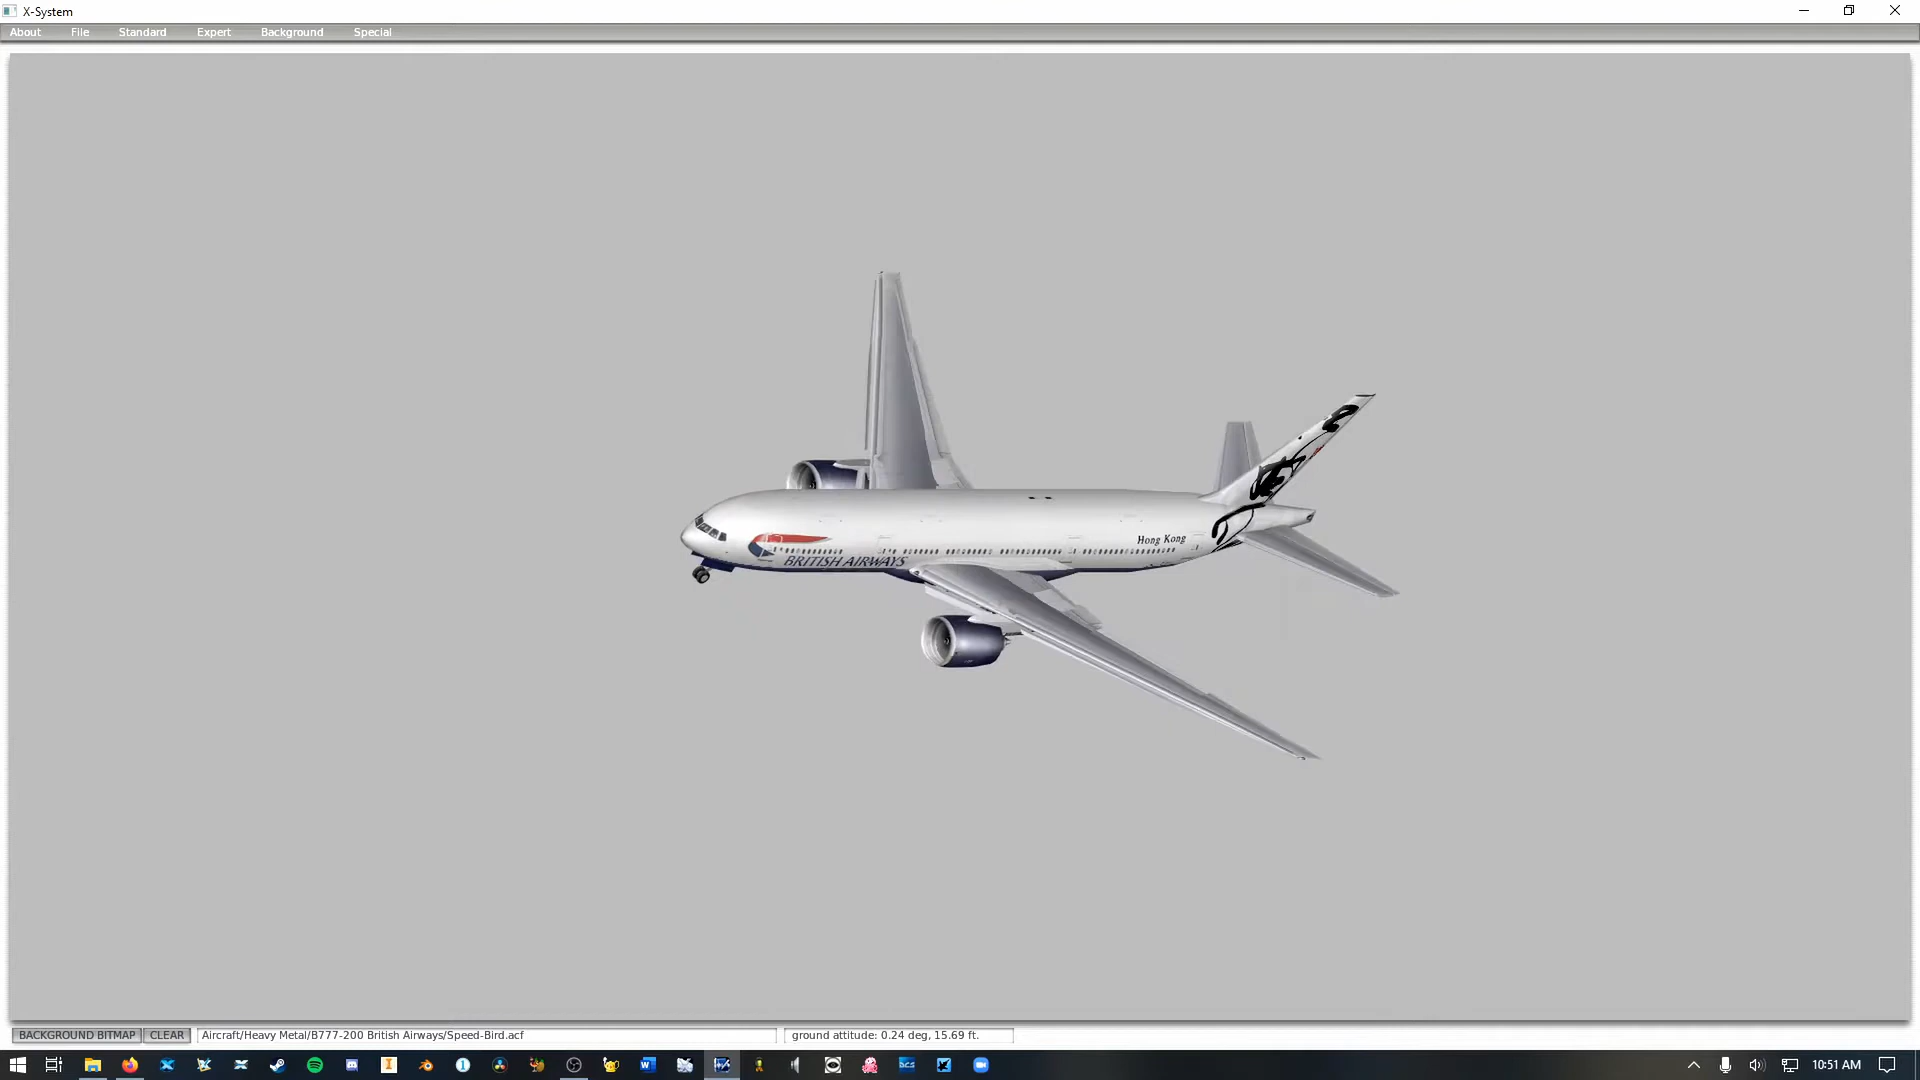 X-System
About File Standard Expert Background Special
Hong Kong
BRITISH AIRWAYS
BACKGROUND BITMAP CLEAR Aircraft/Heavy Metal/B777-200 British Airways/Speed-Bird.acf ground attitude: 0.24 deg, 15.69 ft.
10:51 AM